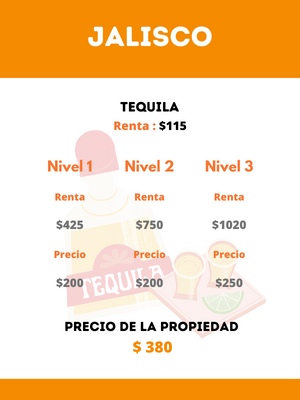 JALISCO
TEQUILA
Renta : $115
Nivel 1 Nivel 2 Nivel 3
Renta Renta Renta
$425 $750 $1020
Precio Precio Precio
$200 $200 $250
TEQUILA
PRECIO DE LA PROPIEDAD
$ 380